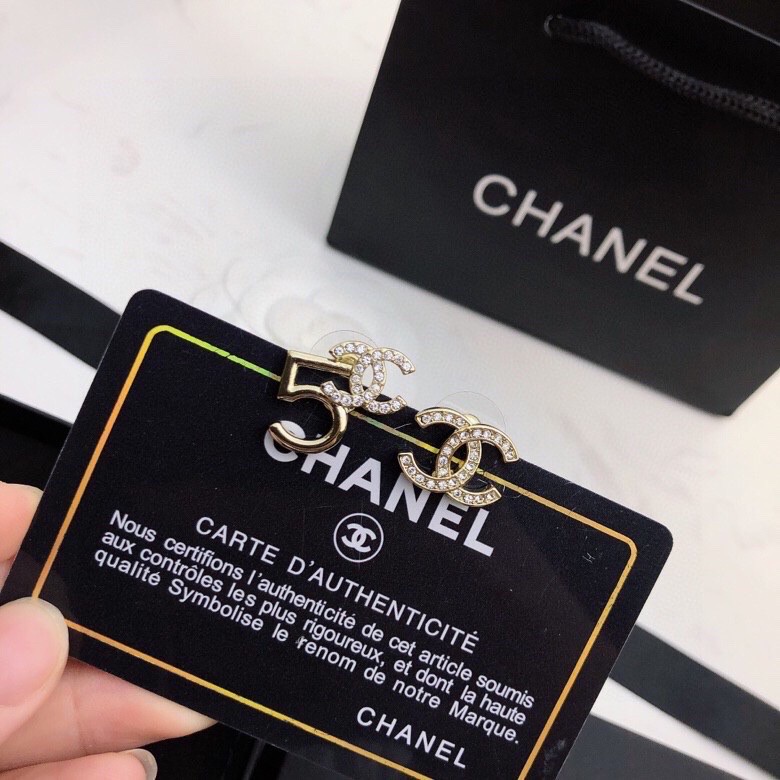 CHANEL
5
CHANEL
CARTE D'AUTHENTICITÉ
Nous certifions l'authenticité de cet article soumis
aux contrôles les plus rigoureux, et dont la haute
qualité Symbolise le renom de notre Marque.
CHANEL